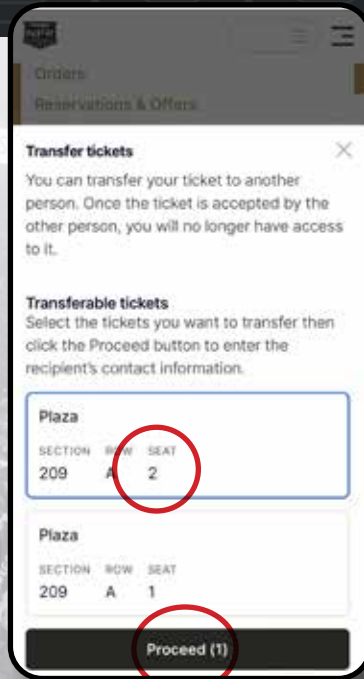 Orders
Reservations & Offers
Transfer tickets
You can transfer your ticket to another
person. Once the ticket is accepted by the
other person, you will no longer have access
to it.
Transferable tickets
Select the tickets you want to transfer then
click the Proceed button to enter the
recipient's contact information.
Plaza
SECTION ROW SEAT
209 A 2
Plaza
SECTION ROW SEAT
209 A 1
Proceed (1)